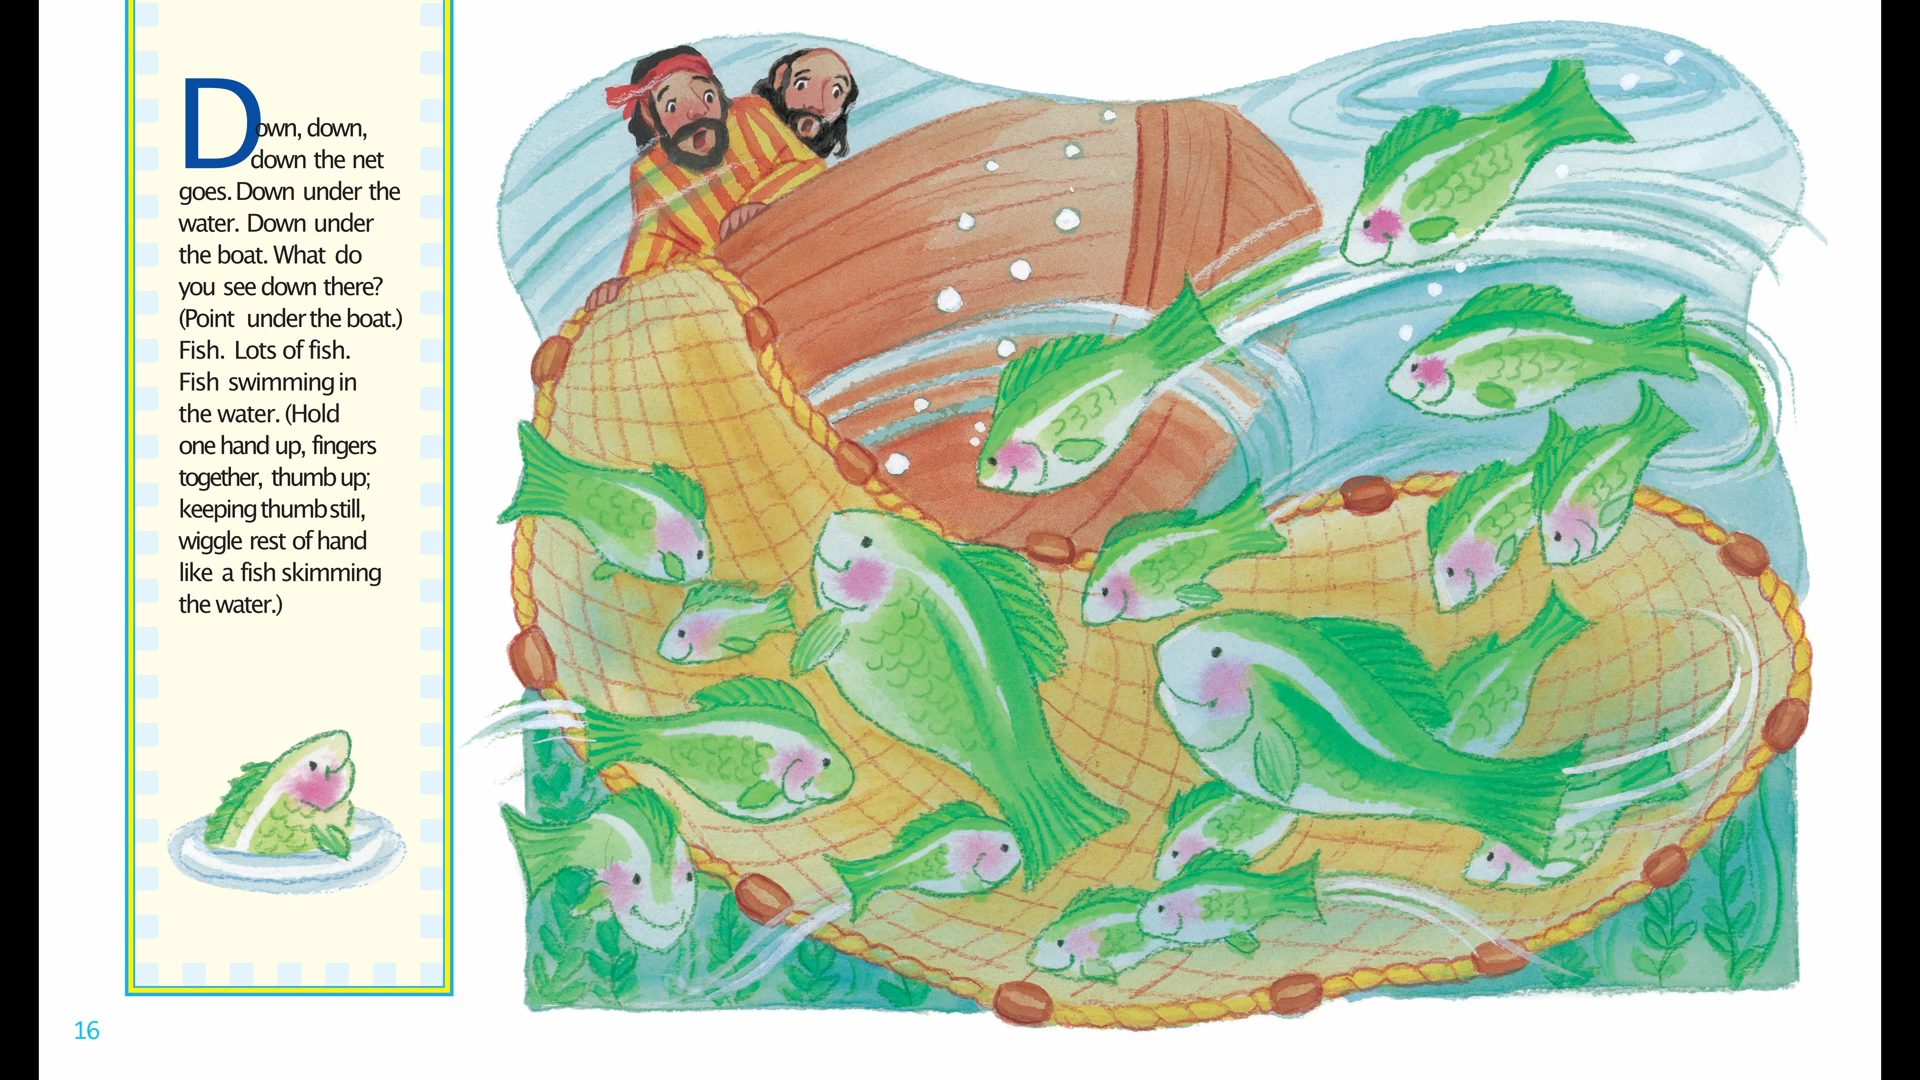 Down, down,
down the net
goes. Down under the
water. Down under
the boat. What do
you see down there?
(Point under the boat.)
Fish. Lots of fish.
Fish swimming in
the water. (Hold
one hand up, fingers
together, thumb up;
keeping thumb still,
wiggle rest of hand
like a fish skimming
the water.)
16